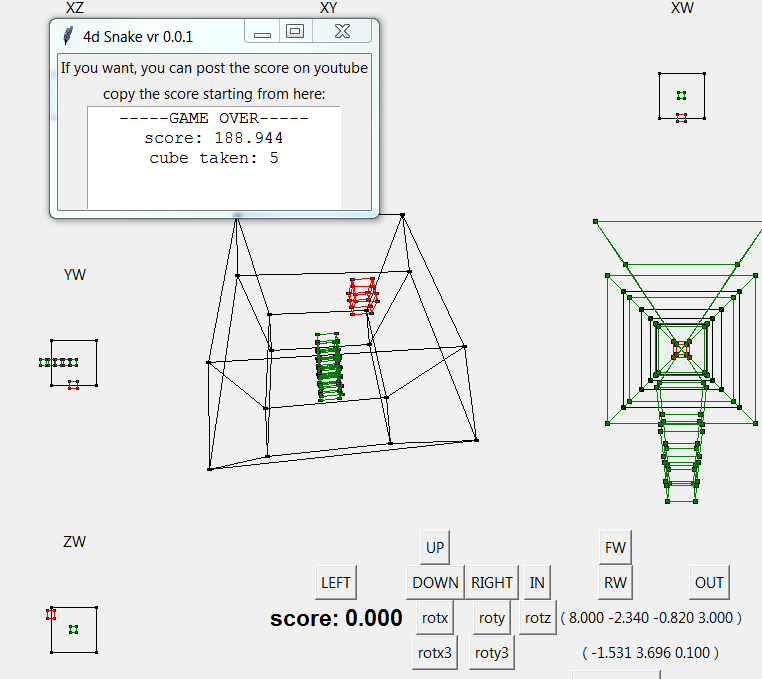 XZ
XY
XW
4d Snake vr 0.0.1
If you want, you can post the score on youtube
copy the score starting from here:
-----GAME OVER-----
score: 188.944
cube taken: 5
YW
ZW
UP
FW
LEFT
DOWN
RIGHT
IN
RW
OUT
score: 0.000
rotx
roty
rotz
( 8.000 -2.340 -0.820 3.000 )
rotx3
roty3
( -1.531 3.696 0.100 )